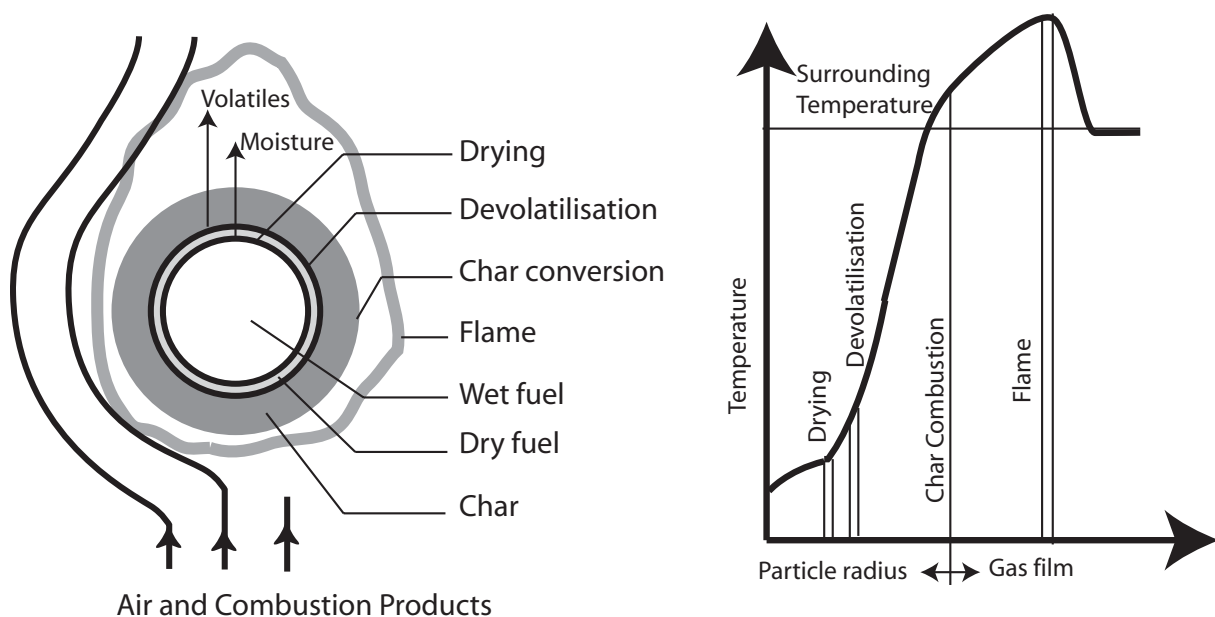 Volatiles
Moisture
Drying
Devolatilisation
Char conversion
Flame
Wet fuel
Dry fuel
Char
Air and Combustion Products
Surrounding
Temperature
Temperature
Drying
Devolatilisation
Char Combustion
Flame
Particle radius
Gas film